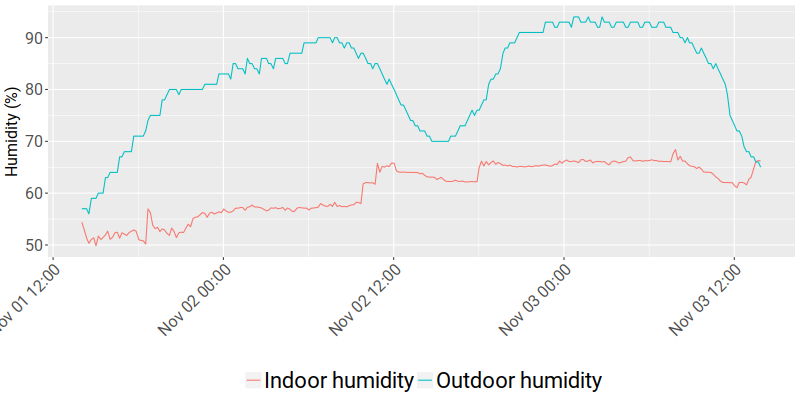 Humidity (%)
90
80
70
60
50
ov 01 12:00
Nov 02 00:00
Nov 02 12:00
Nov 03 00:00
Nov 03 12:00
Indoor humidity Outdoor humidity